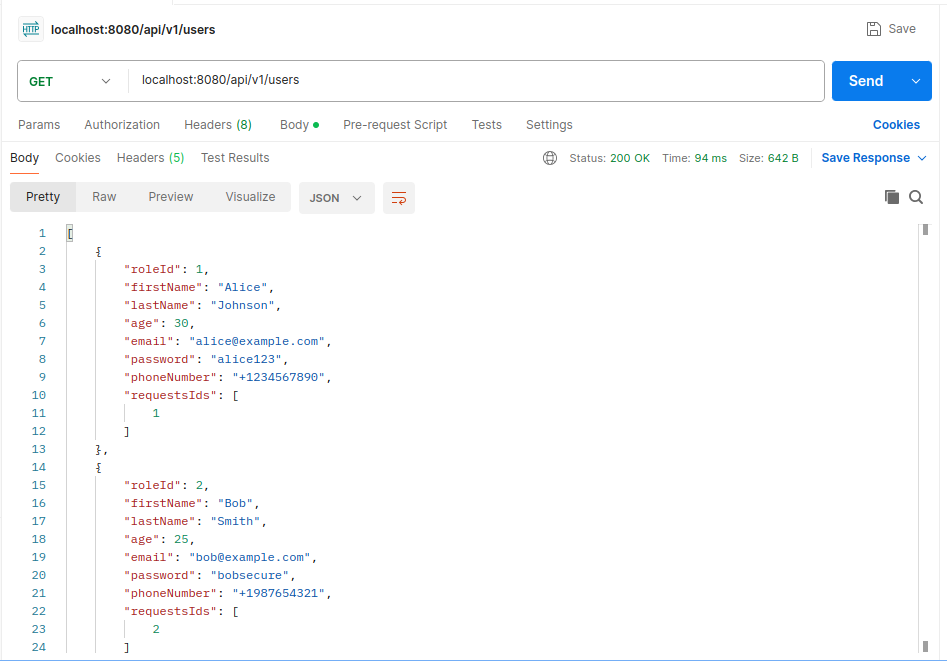 HTTP localhost:8080/api/v1/users Save
GET localhost:8080/api/v1/users Send
Params Authorization Headers (8) Body Pre-request Script Tests Settings Cookies
Body Cookies Headers (5) Test Results Status: 200 OK Time: 94 ms Size: 642 B Save Response
Pretty Raw Preview Visualize JSON
1 [
2 {
3 "roleId": 1,
4 "firstName": "Alice",
5 "lastName": "Johnson",
6 "age": 30,
7 "email": "alice@example.com",
8 "password": "alice123",
9 "phoneNumber": "+1234567890",
10 "requestsIds": [
11 1
12 ]
13 },
14 {
15 "roleId": 2,
16 "firstName": "Bob",
17 "lastName": "Smith",
18 "age": 25,
19 "email": "bob@example.com",
20 "password": "bobsecure",
21 "phoneNumber": "+1987654321",
22 "requestsIds": [
23 2
24 ]